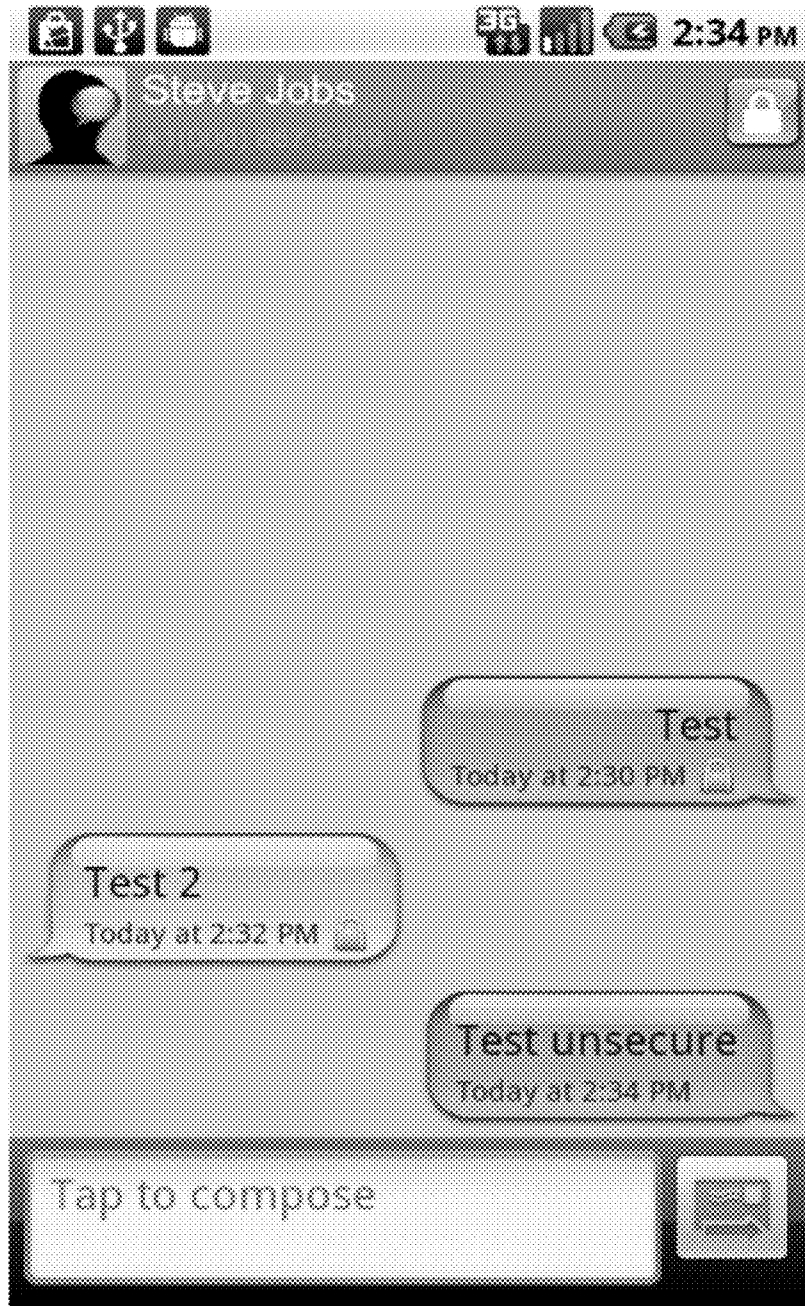 3G 2:34 PM
Steve Jobs
Test
Today at 2:30 PM
Test 2
Today at 2:32 PM
Test unsecure
Today at 2:34 PM
Tap to compose